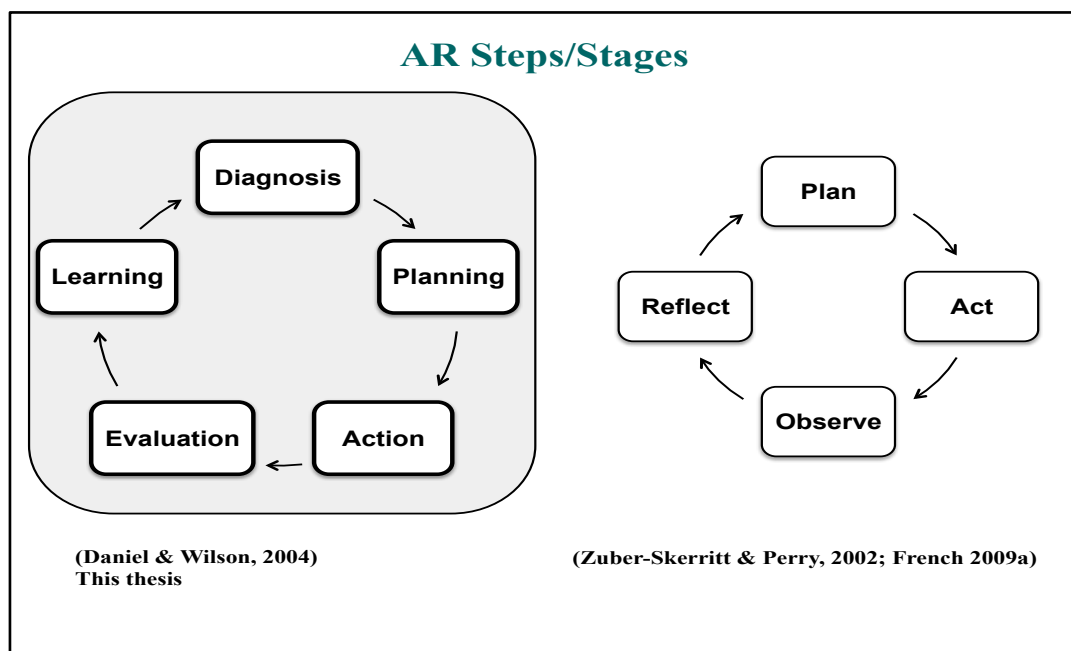 AR Steps/Stages
Diagnosis
Planning
Action
Evaluation
Learning
Plan
Act
Observe
Reflect
(Daniel & Wilson, 2004)
This thesis
(Zuber-Skerritt & Perry, 2002; French 2009a)